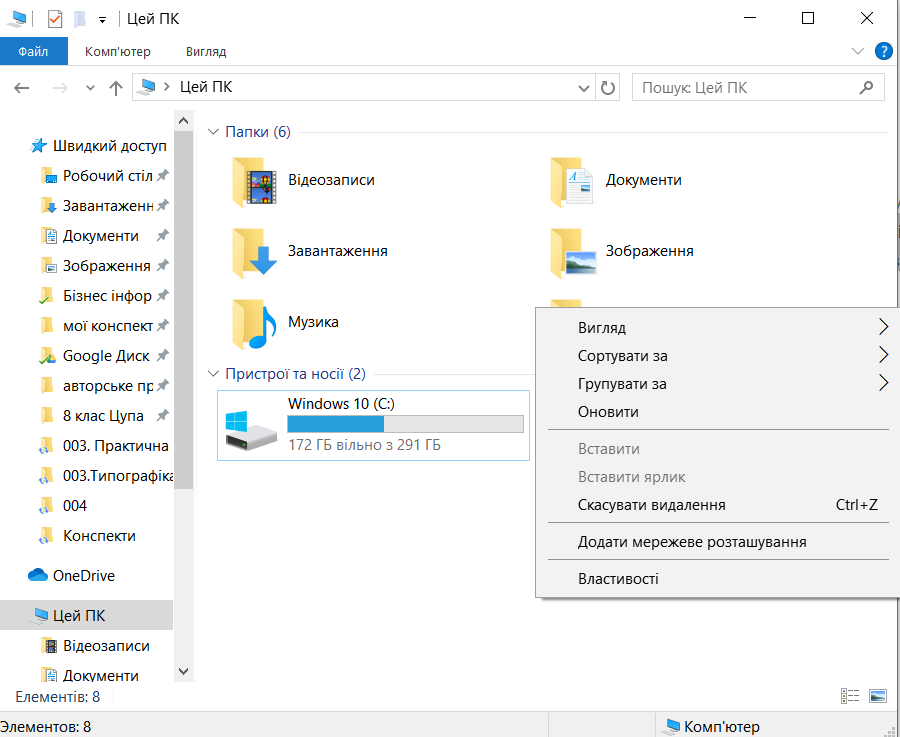 Цей ПК
Файл
Комп'ютер
Вигляд
Цей ПК
Пошук: Цей ПК
Швидкий доступ
Робочий стіл
Завантаженн
Документи
Зображення
Бізнес інфор
мої конспект
Google Диск
авторське пр
8 клас Цупа
003. Практична
003.Типографіка
004
Конспекти
OneDrive
Цей ПК
Відеозаписи
Документи
Папки (6)
Відеозаписи
Документи
Завантаження
Зображення
Музика
Пристрої та носії (2)
Windows 10 (C:)
172 ГБ вільно з 291 ГБ
Вигляд
Сортувати за
Групувати за
Оновити
Вставити
Вставити ярлик
Скасувати видалення Ctrl+Z
Додати мережеве розташування
Властивості
Елементів: 8
Элементов: 8
Комп'ютер